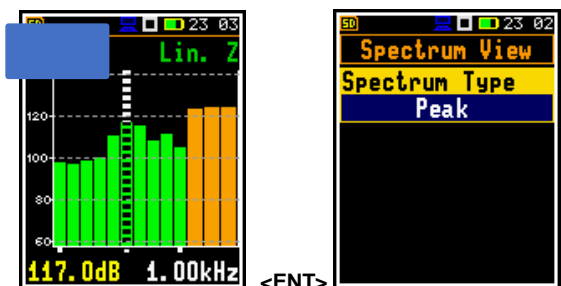 23 03
Lin. Z
120
100
80
60
117.0dB 1.00kHz
<ENT>
SD 23 02
Spectrum View
Spectrum Type
Peak